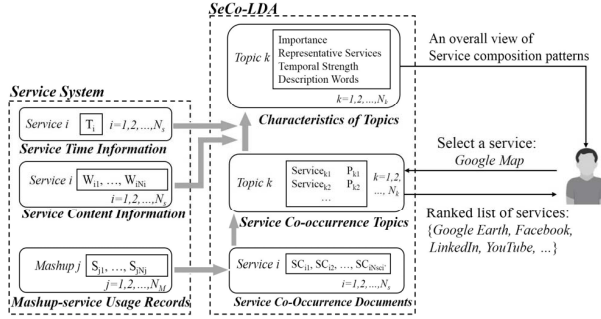 SeCo-LDA
Topic k
Importance
Representative Services
Temporal Strength
Description Words
k=1,2,...,Nk
Characteristics of Topics
An overall view of
Service composition patterns
Service System
Service i
Ti
i=1,2,...,Ns
Service Time Information
Service i
Wi1, ..., WiNi
i=1,2,...,Ns
Service Content Information
Topic k
Servicek1 Pk1
Servicek2 Pk2
...
k=1,2,
..., Nk
Service Co-occurrence Topics
Select a service:
Google Map
Ranked list of services:
{Google Earth, Facebook,
LinkedIn, YouTube, ...}
Mashup j
Sj1, ..., SjNj
j=1,2,...,NM
Mashup-service Usage Records
Service i
SCi1, SCi2, ..., SCiNsci'
i=1,2,...,Ns
Service Co-Occurrence Documents